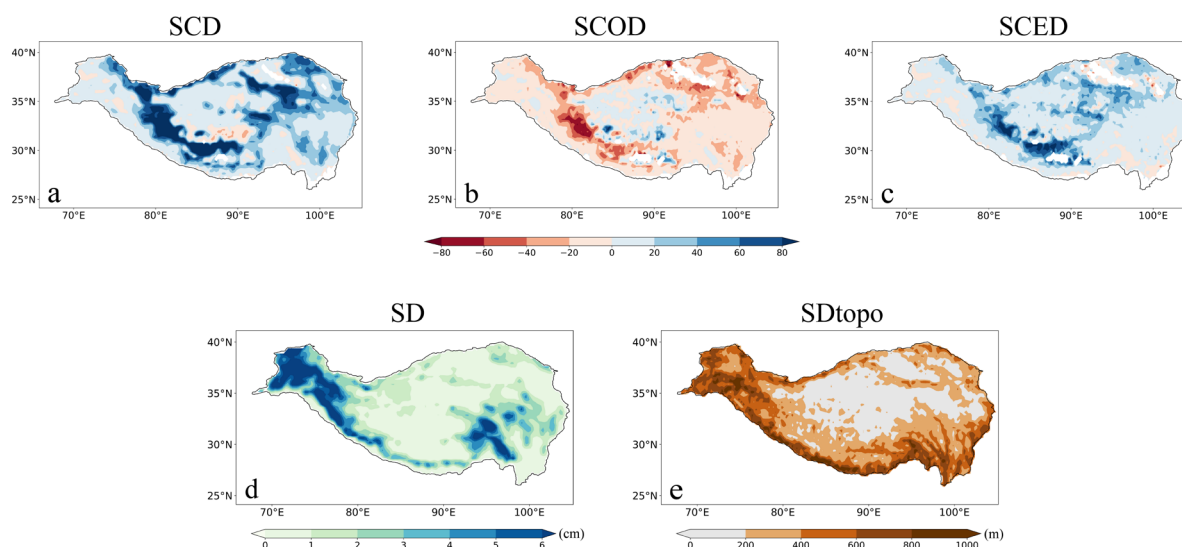 SCD SCOD SCED
40°N 40°N 40°N
35°N 35°N 35°N
30°N 30°N 30°N
25°N 25°N 25°N
a b c
70°E 80°E 90°E 100°E 70°E 80°E 90°E 100°E 70°E 80°E 90°E 100°E
−80 −60 −40 −20 0 20 40 60 80
SD SDtopo
40°N 40°N
35°N 35°N
30°N 30°N
25°N 25°N
d e
70°E 80°E 90°E 100°E 70°E 80°E 90°E 100°E
0 1 2 3 4 5 6 (cm) 0 200 400 600 800 1000 (m)